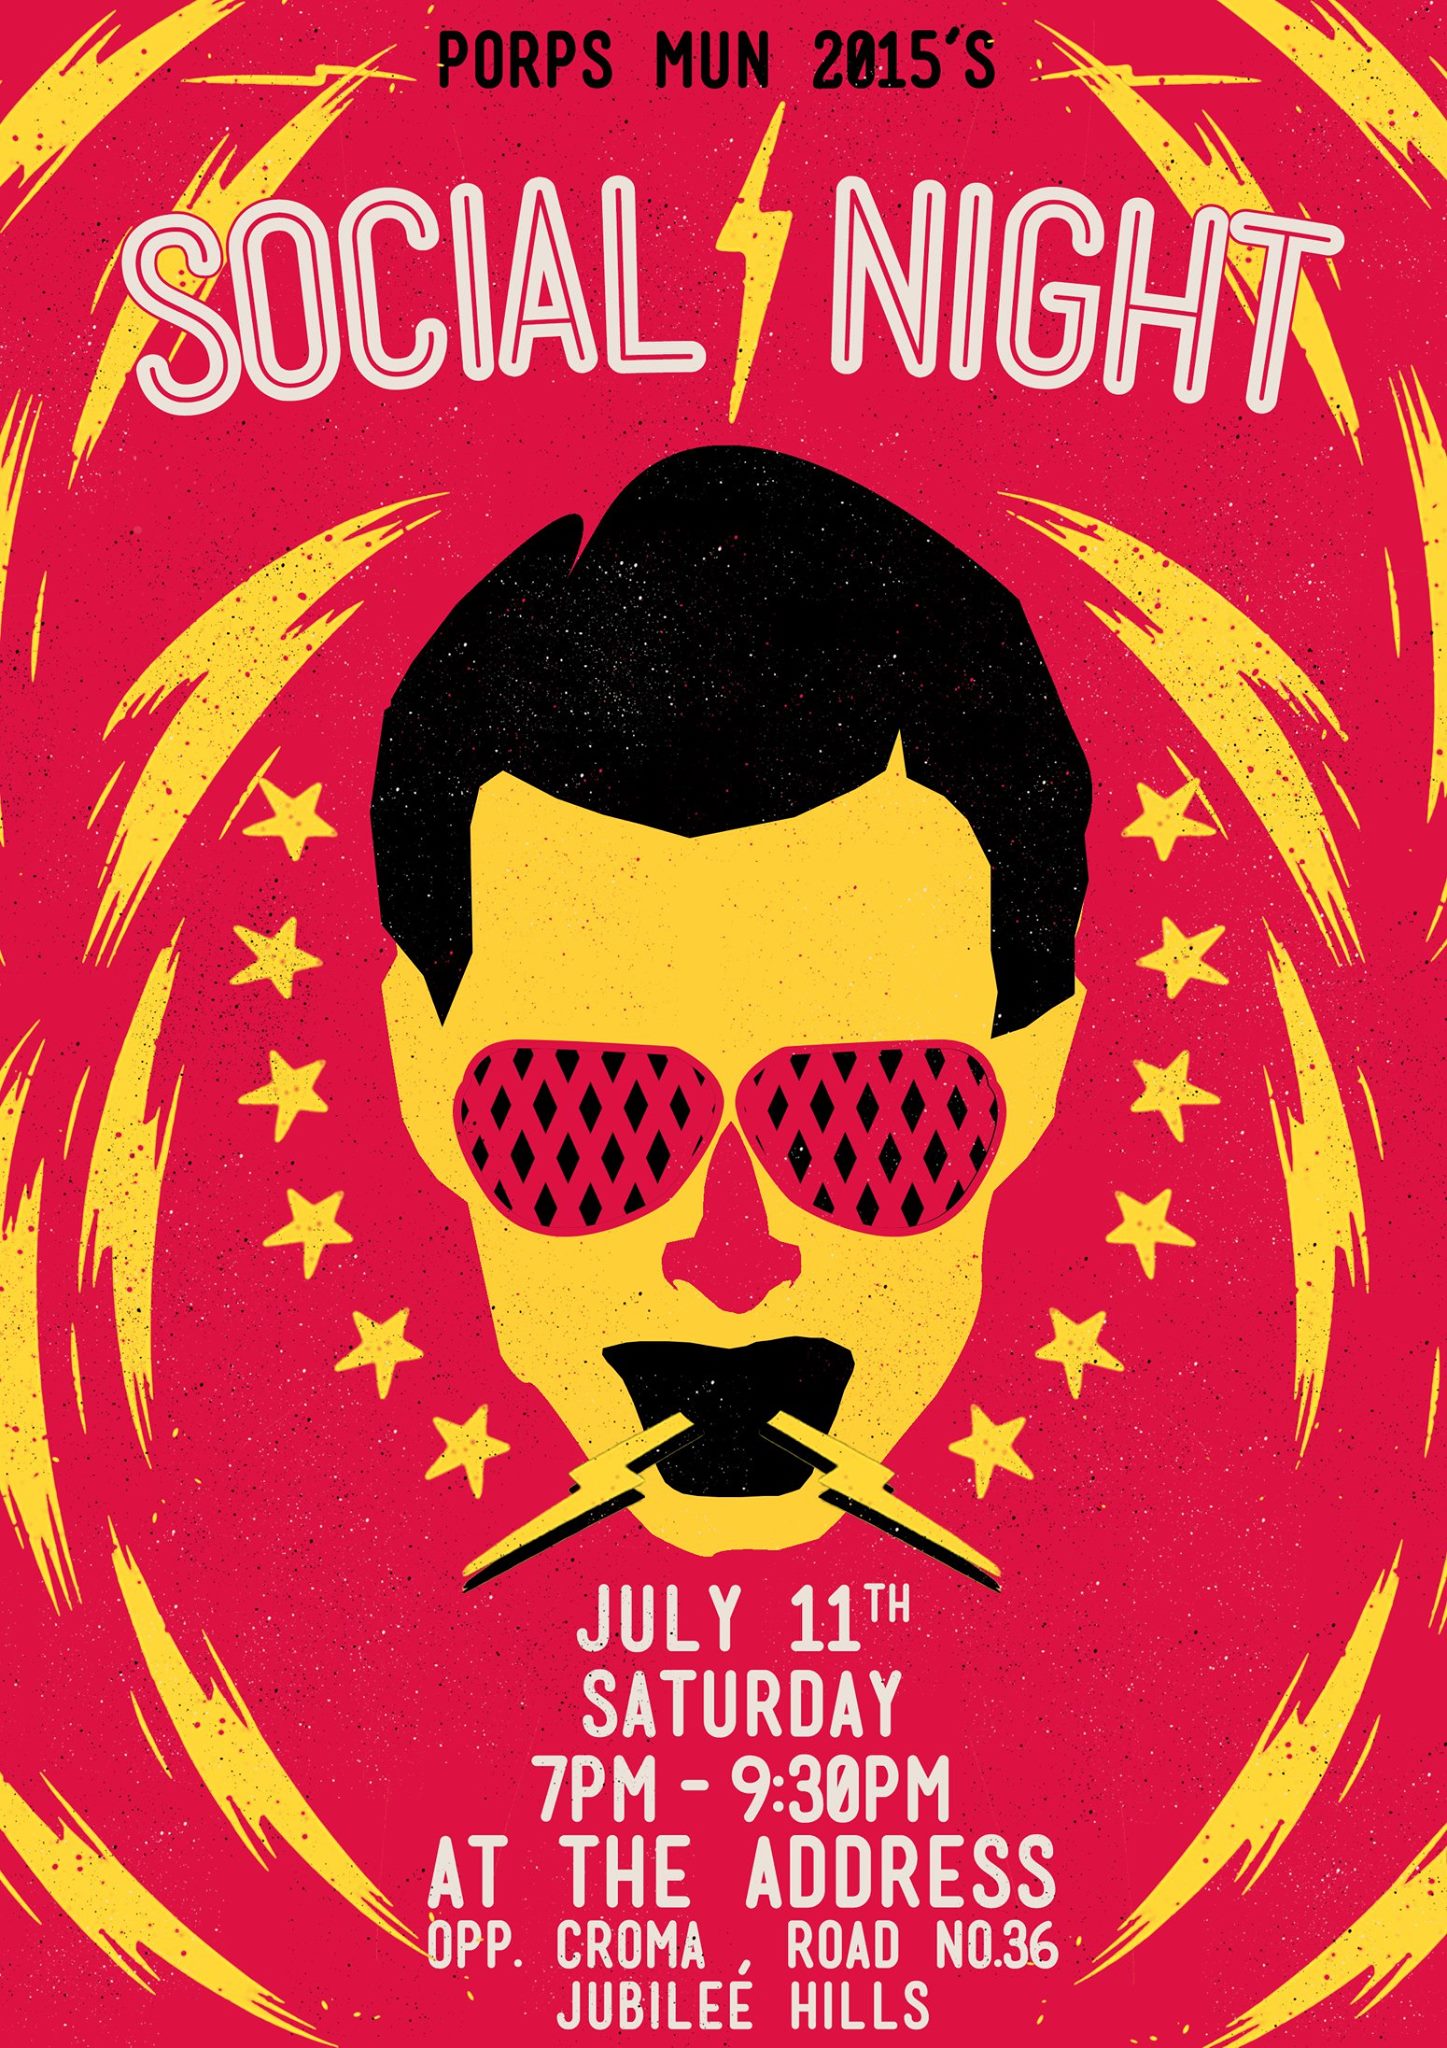 PORPS MUN 2015'S
SOCIAL NIGHT
JULY 11TH
SATURDAY
7PM - 9:30PM
AT THE ADDRESS
OPP. CROMA , ROAD NO.36
JUBILEE HILLS